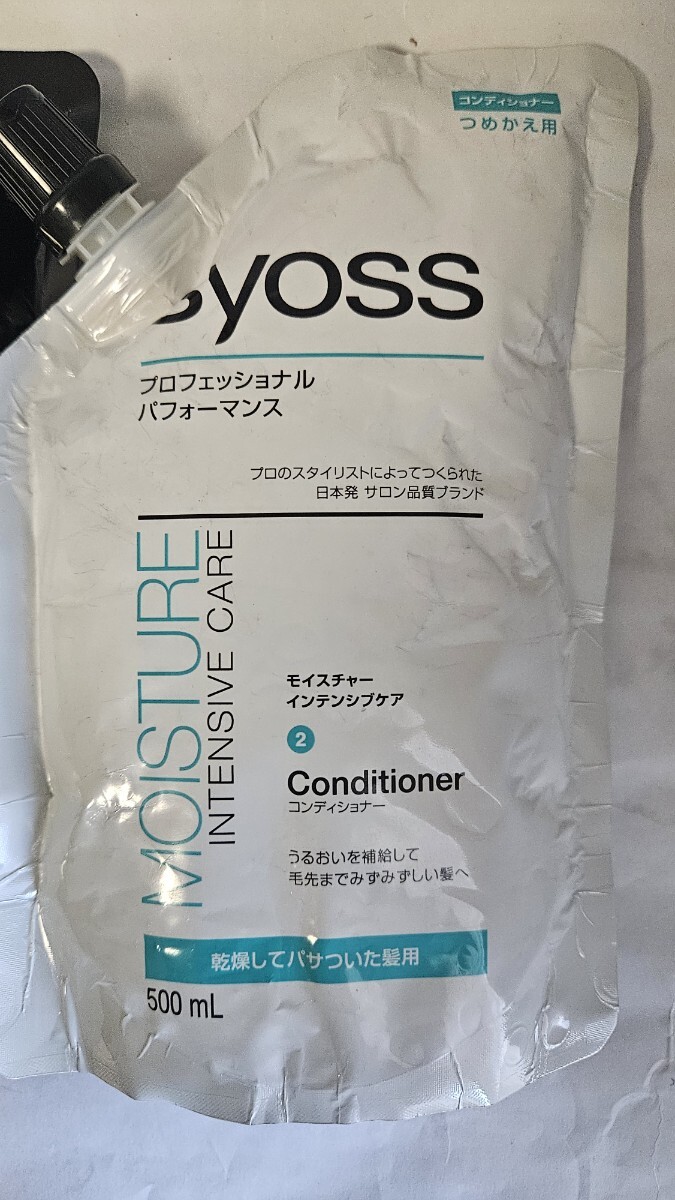 コンディショナー
つめかえ用
syoss
プロフェッショナル
パフォーマンス
プロのスタイリストによってつくられた
日本発 サロン品質ブランド
MOISTURE
INTENSIVE CARE
モイスチャー
インテンシブケア
2
Conditioner
コンディショナー
うるおいを補給して
毛先までみずみずしい髪へ
乾燥してパサついた髪用
500 mL